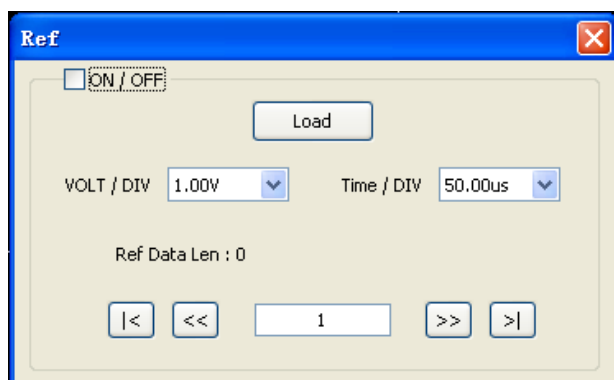 Ref
ON / OFF
Load
VOLT / DIV 1.00V Time / DIV 50.00us
Ref Data Len : 0
|< << 1 >> >|